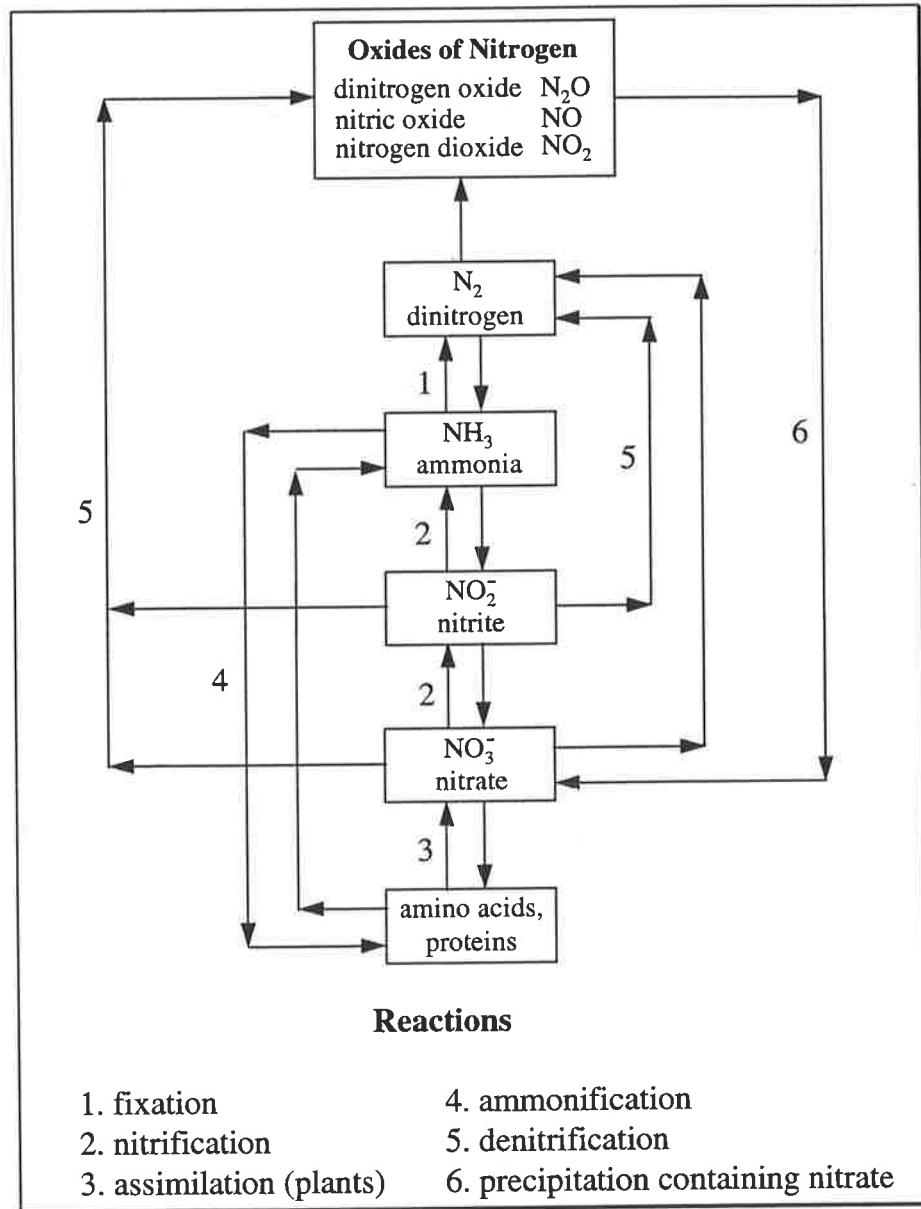 Oxides of Nitrogen
dinitrogen oxide N₂O
nitric oxide NO
nitrogen dioxide NO₂
N₂
dinitrogen
1
NH₃
ammonia
5
6
5
2
NO₂⁻
nitrite
4
2
NO₃⁻
nitrate
3
amino acids,
proteins
Reactions
1. fixation
2. nitrification
3. assimilation (plants)
4. ammonification
5. denitrification
6. precipitation containing nitrate